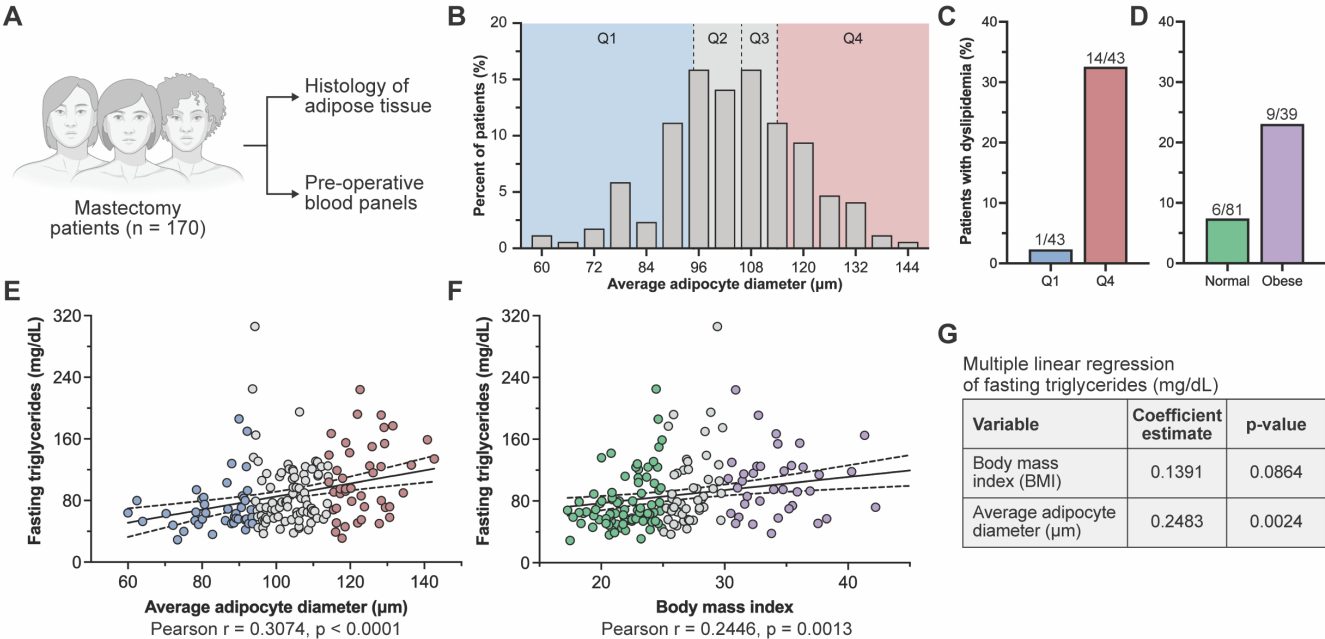 A
Histology of
adipose tissue
Pre-operative
blood panels
Mastectomy
patients (n = 170)
B
Percent of patients (%)
20
15
10
5
0
Q1
Q2
Q3
Q4
60
72
84
96
108
120
132
144
Average adipocyte diameter (µm)
C
Patients with dyslipidemia (%)
40
30
20
10
0
1/43
14/43
Q1
Q4
D
40
30
20
10
0
6/81
9/39
Normal
Obese
E
Fasting triglycerides (mg/dL)
320
240
160
80
0
60
80
100
120
140
Average adipocyte diameter (µm)
Pearson r = 0.3074, p < 0.0001
F
Fasting triglycerides (mg/dL)
320
240
160
80
0
20
30
40
Body mass index
Pearson r = 0.2446, p = 0.0013
G
Multiple linear regression
of fasting triglycerides (mg/dL)
Variable
Coefficient
estimate
p-value
Body mass
index (BMI)
0.1391
0.0864
Average adipocyte
diameter (µm)
0.2483
0.0024